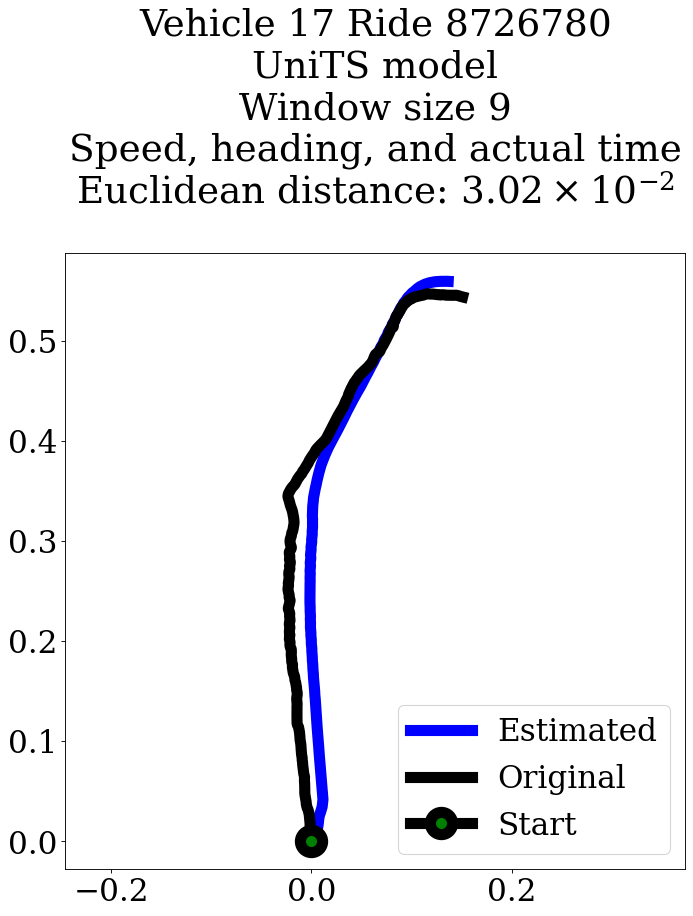 Vehicle 17 Ride 8726780
UniTS model
Window size 9
Speed, heading, and actual time
Euclidean distance: 3.02 × 10⁻²
0.5
0.4
0.3
0.2
0.1
0.0
−0.2 0.0 0.2
Estimated
Original
Start